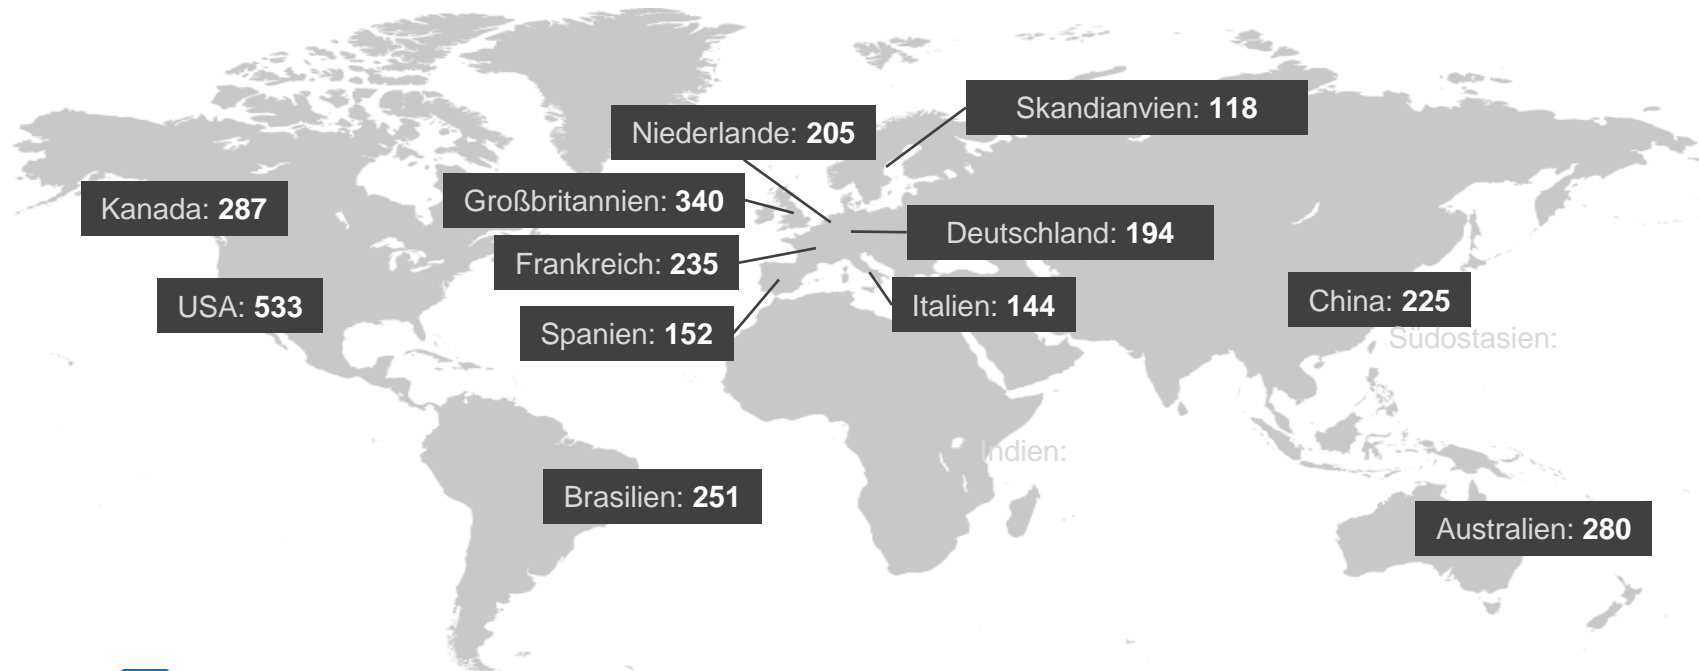 Skandianvien: 118
Niederlande: 205
Kanada: 287
Großbritannien: 340
Deutschland: 194
Frankreich: 235
USA: 533
Italien: 144
China: 225
Spanien: 152
Südostasien:
Indien:
Brasilien: 251
Australien: 280